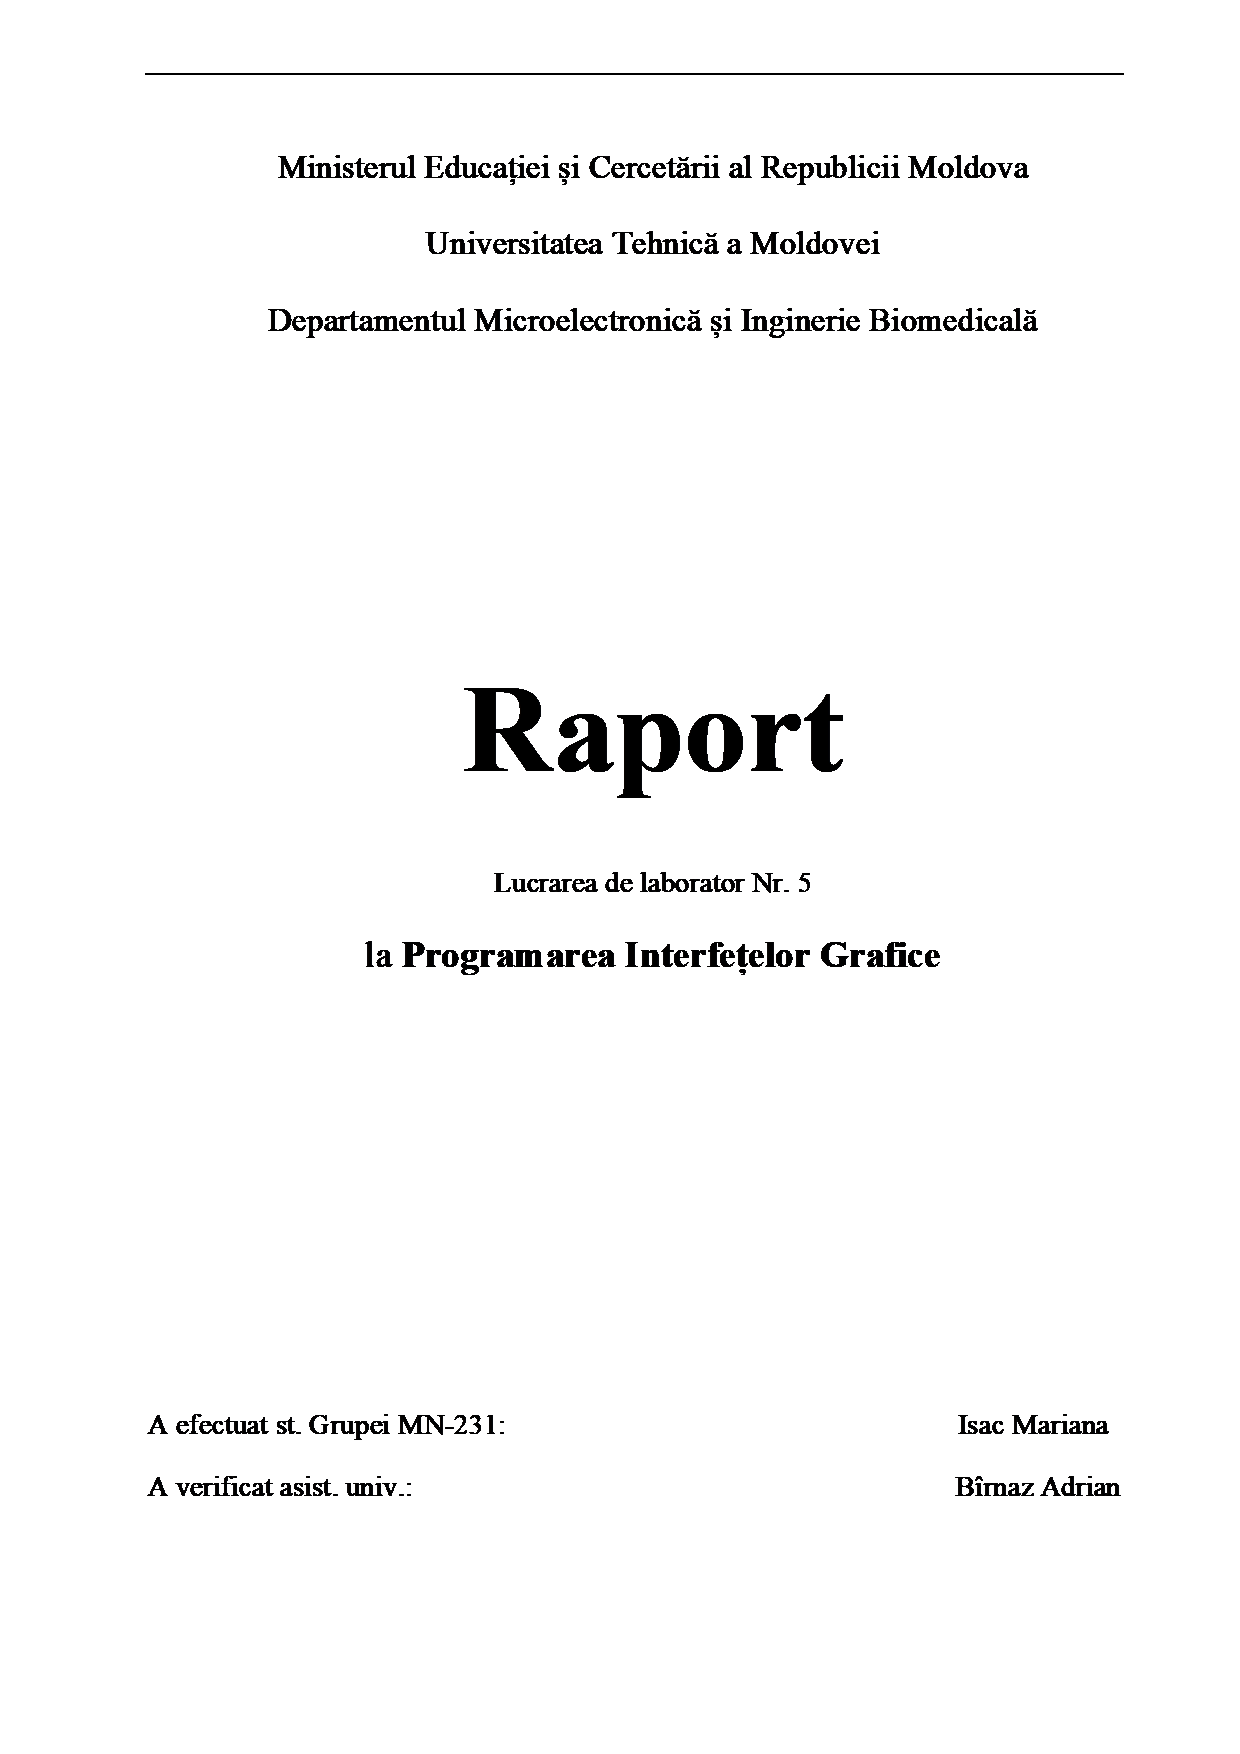 Ministerul Educației și Cercetării al Republicii Moldova
Universitatea Tehnică a Moldovei
Departamentul Microelectronică și Inginerie Biomedicală
Raport
Lucrarea de laborator Nr. 5
la Programarea Interfețelor Grafice
A efectuat st. Grupei MN-231: Isac Mariana
A verificat asist. univ.: Bîrnaz Adrian